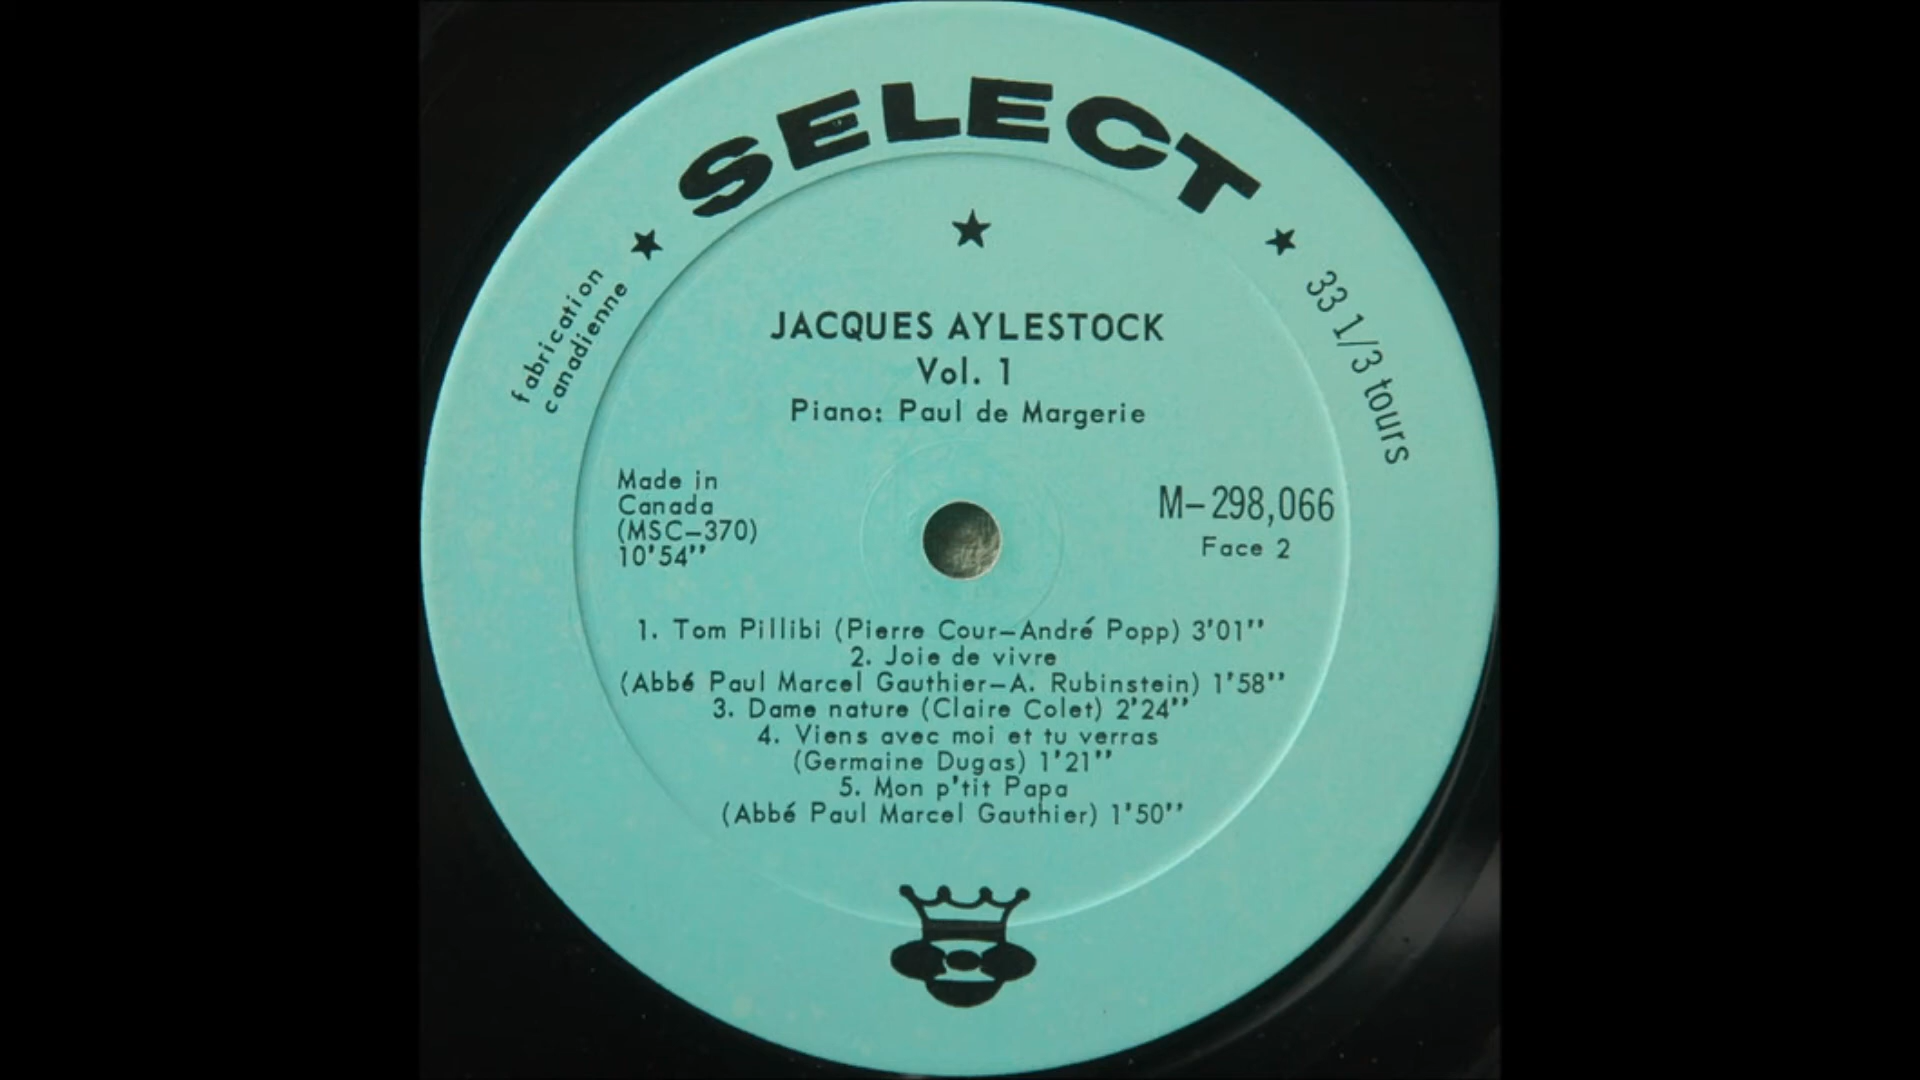 SELECT
fabrication
canadienne
33 1/3 tours
JACQUES AYLESTOCK
Vol. 1
Piano: Paul de Margerie
Made in
Canada
(MSC-370)
10'54''
M-298,066
Face 2
1. Tom Pillibi (Pierre Cour-André Popp) 3'01''
2. Joie de vivre
(Abbé Paul Marcel Gauthier-A. Rubinstein) 1'58''
3. Dame nature (Claire Colet) 2'24''
4. Viens avec moi et tu verras
(Germaine Dugas) 1'21''
5. Mon p'tit Papa
(Abbé Paul Marcel Gauthier) 1'50''